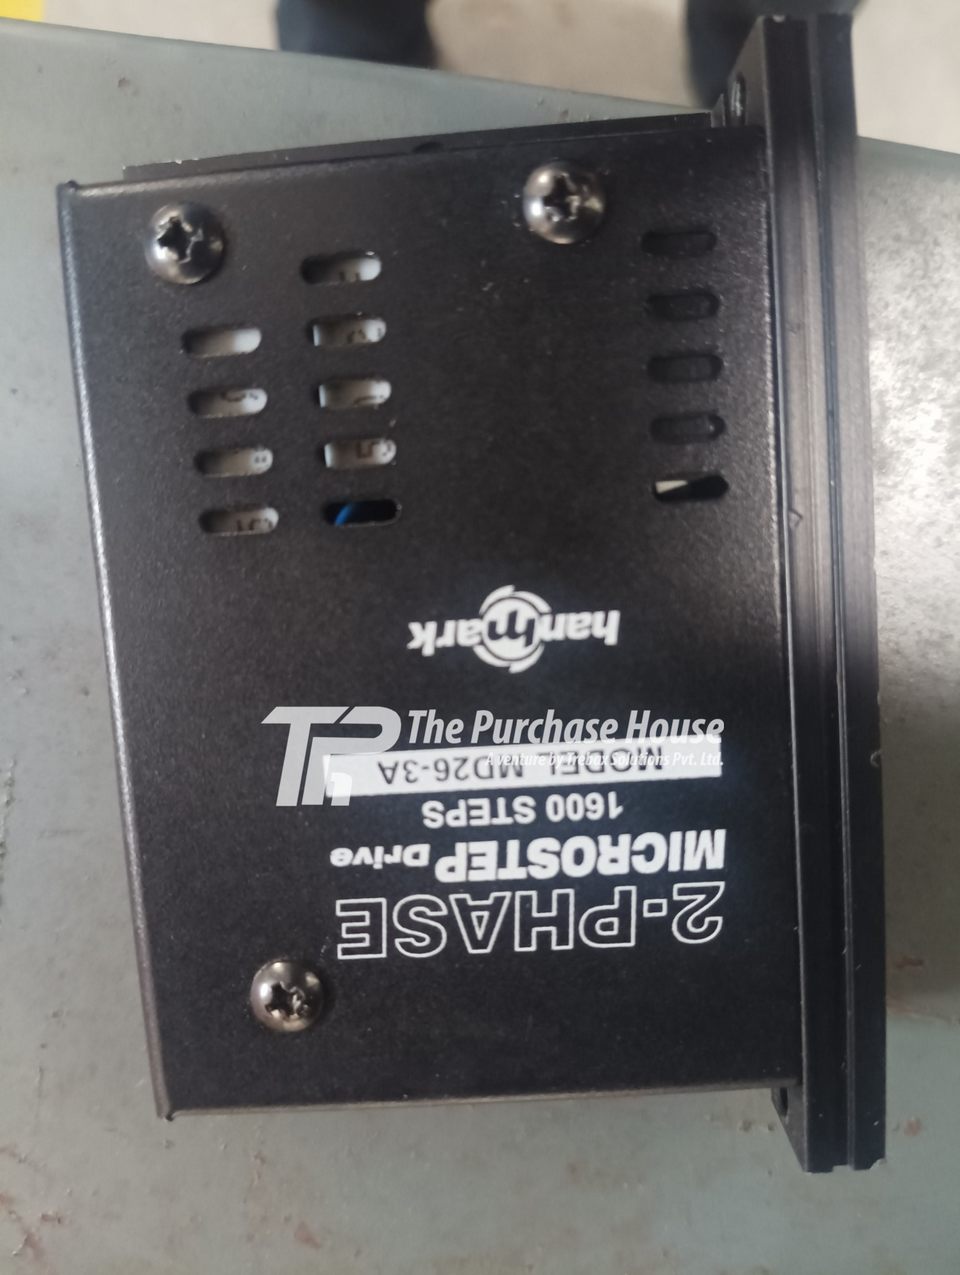 2-PHASE
MICROSTEP Drive
1600 STEPS
MODEL MD26-3A
hanmark
TPH The Purchase House
A venture by Trebax Solutions Pvt. Ltd.